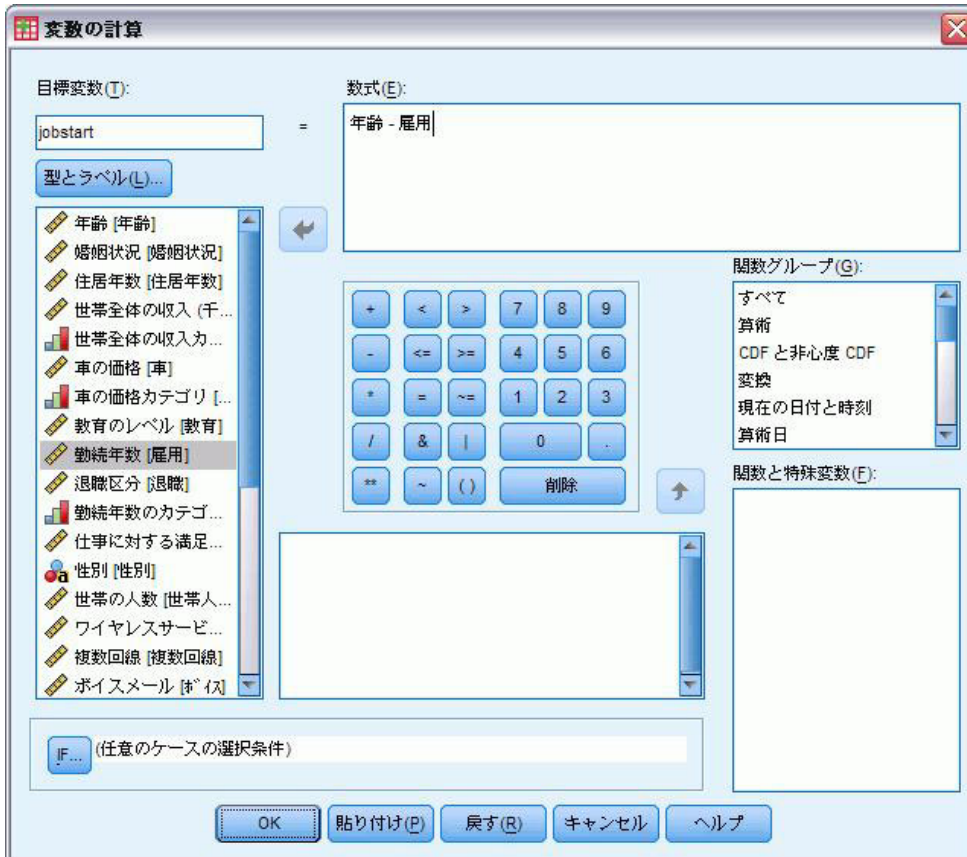 変数の計算
目標変数(T):
jobstart
=
数式(E):
年齢 - 雇用
型とラベル(L)...
年齢 [年齢]
婚姻状況 [婚姻状況]
住居年数 [住居年数]
世帯全体の収入 (千...
世帯全体の収入カ...
車の価格 [車]
車の価格カテゴリ [...
教育のレベル [教育]
勤続年数 [雇用]
退職区分 [退職]
勤続年数のカテゴ...
仕事に対する満足...
性別 [性別]
世帯の人数 [世帯人...
ワイヤレスサービ...
複数回線 [複数回線]
ボイスメール [ボイス]
+ < > 7 8 9
- <= >= 4 5 6
* = ~= 1 2 3
/ & | 0 .
** ~ ( ) 削除
関数グループ(G):
すべて
算術
CDF と非心度 CDF
変換
現在の日付と時刻
算術日
関数と特殊変数(F):
IF... (任意のケースの選択条件)
OK 貼り付け(P) 戻す(R) キャンセル ヘルプ